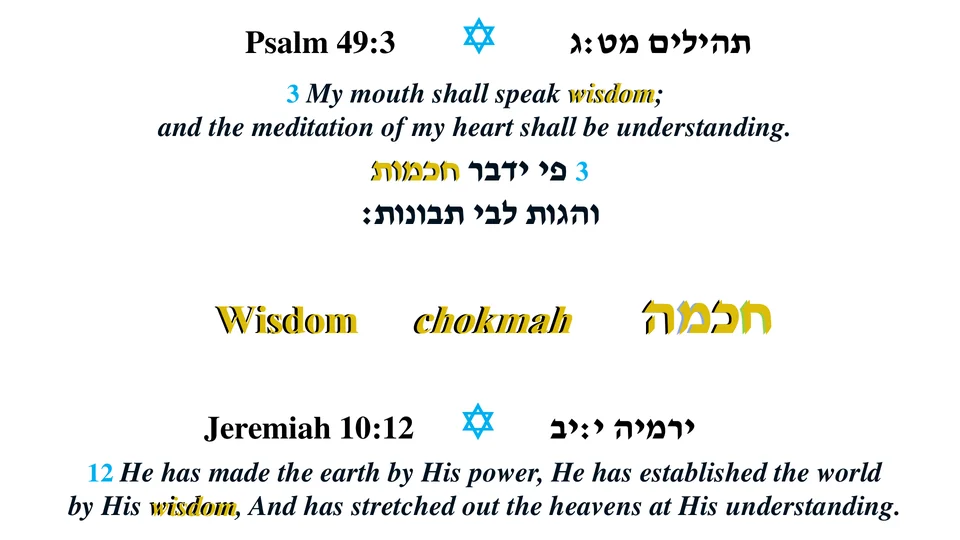 Psalm 49:3 ✡ תהילים מט:ג
3 My mouth shall speak wisdom;
and the meditation of my heart shall be understanding.
3 פי ידבר חכמות
והגות לבי תבונות:
Wisdom chokmah חכמה
Jeremiah 10:12 ✡ ירמיה י:יב
12 He has made the earth by His power, He has established the world
by His wisdom, And has stretched out the heavens at His understanding.